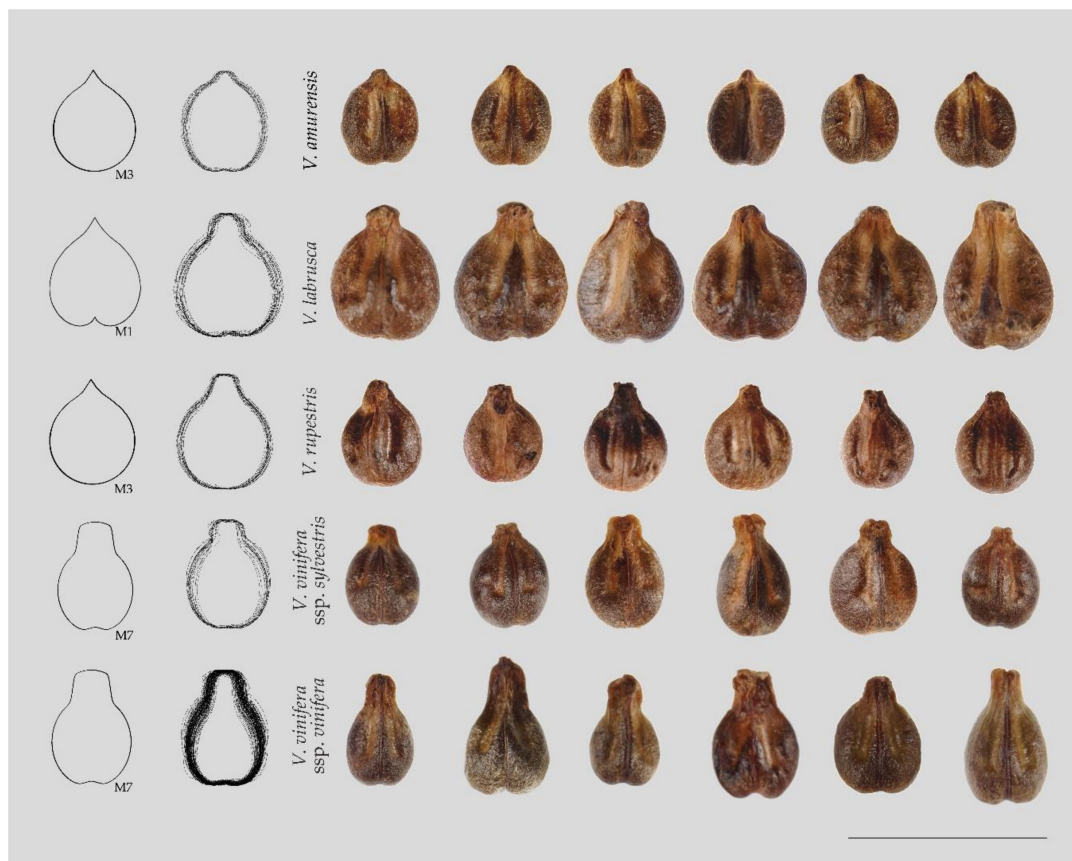 M3
V. amurensis
M1
V. labrusca
M3
V. rupestris
M7
V. vinifera
ssp. sylvestris
M7
V. vinifera
ssp. vinifera